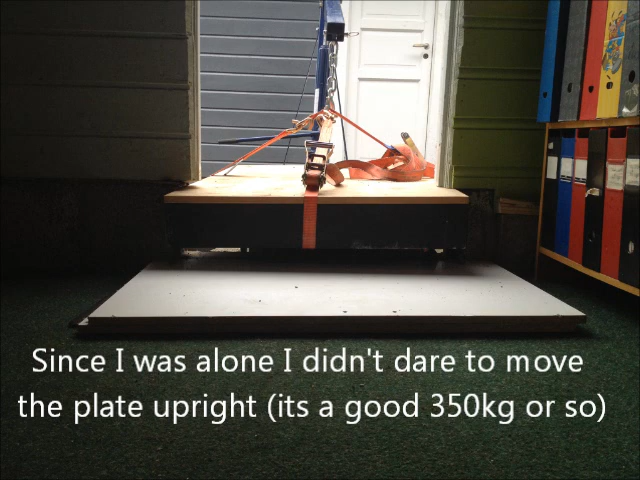 Since I was alone I didn't dare to move
the plate upright (its a good 350kg or so)